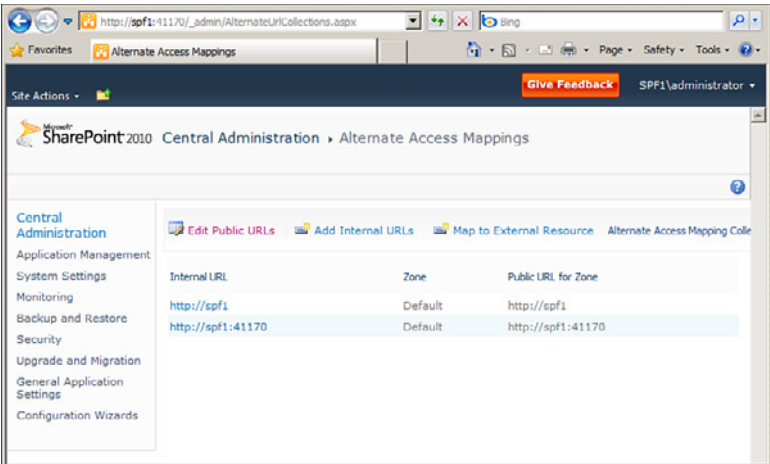 http://spf1:41170/_admin/AlternateUrlCollections.aspx
Bing
Favorites
Alternate Access Mappings
Page
Safety
Tools
Site Actions
Give Feedback
SPF1\administrator
Microsoft
SharePoint 2010
Central Administration
Alternate Access Mappings
Central
Administration
Application Management
System Settings
Monitoring
Backup and Restore
Security
Upgrade and Migration
General Application
Settings
Configuration Wizards
Edit Public URLs
Add Internal URLs
Map to External Resource
Alternate Access Mapping Colle
Internal URL Zone Public URL for Zone
http://spf1 Default http://spf1
http://spf1:41170 Default http://spf1:41170